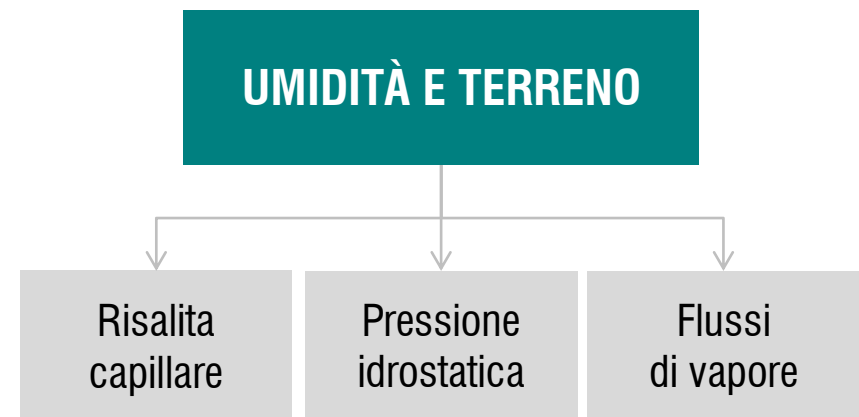 UMIDITÀ E TERRENO
Risalita
capillare
Pressione
idrostatica
Flussi
di vapore